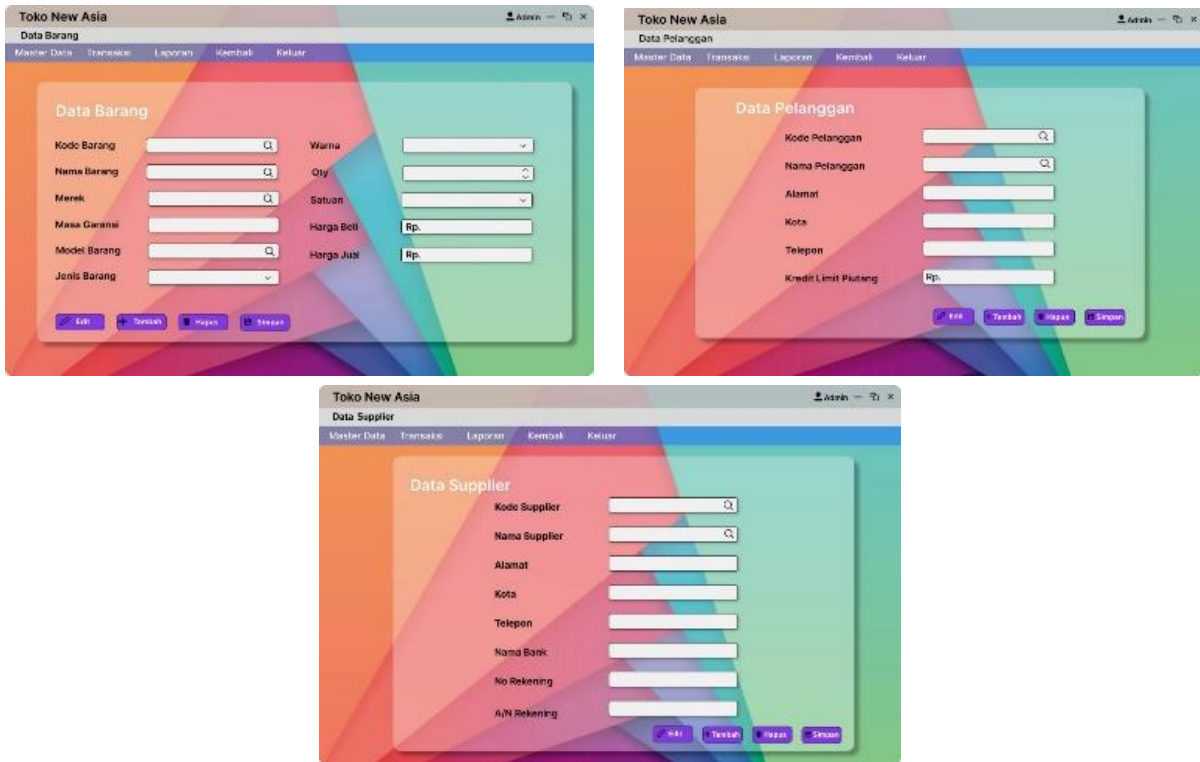 Toko New Asia Admin
Data Barang
Master Data Transaksi Laporan Kembali Keluar
Data Barang
Kode Barang Warna
Nama Barang Qty
Merek Satuan
Masa Garansi Harga Beli Rp.
Model Barang Harga Jual Rp.
Jenis Barang
Edit Tambah Hapus Simpan
Toko New Asia Admin
Data Pelanggan
Master Data Transaksi Laporan Kembali Keluar
Data Pelanggan
Kode Pelanggan
Nama Pelanggan
Alamat
Kota
Telepon
Kredit Limit Piutang Rp.
Edit Tambah Hapus Simpan
Toko New Asia Admin
Data Supplier
Master Data Transaksi Laporan Kembali Keluar
Data Supplier
Kode Supplier
Nama Supplier
Alamat
Kota
Telepon
Nama Bank
No Rekening
A/N Rekening
Edit Tambah Hapus Simpan